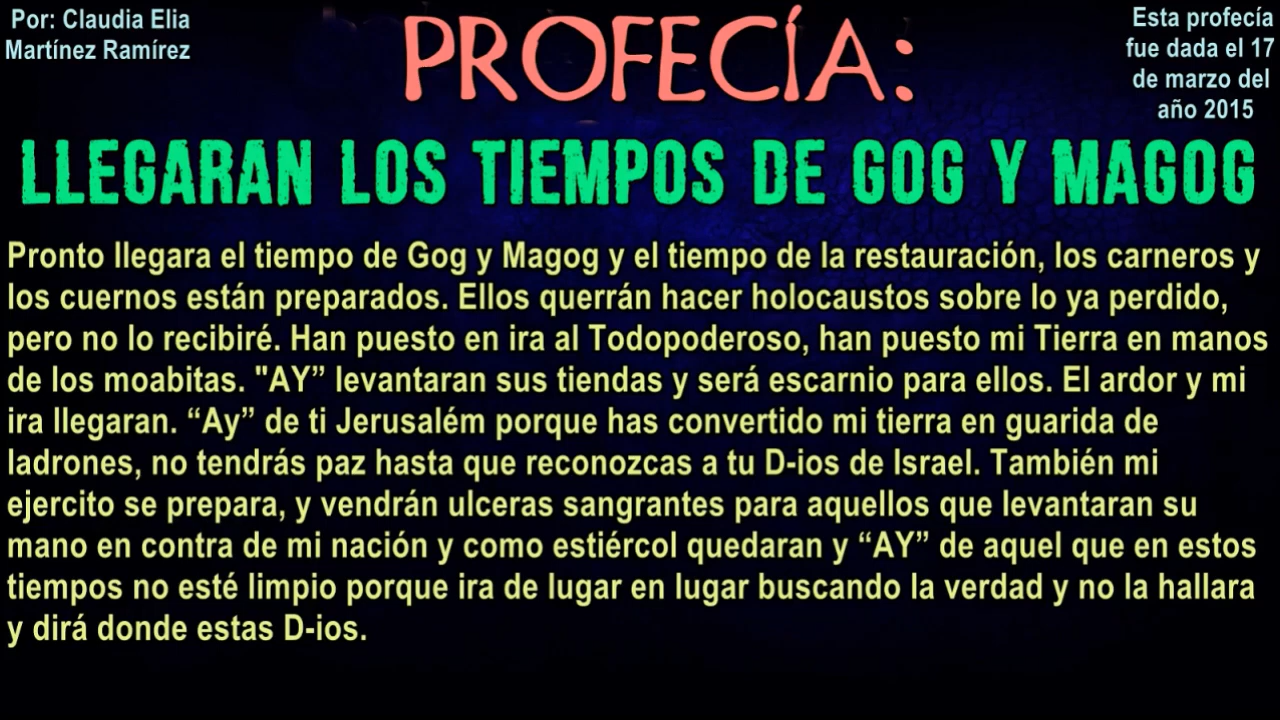 Por: Claudia Elia
Martínez Ramírez
PROFECÍA:
Esta profecía
fue dada el 17
de marzo del
año 2015
LLEGARAN LOS TIEMPOS DE GOG Y MAGOG
Pronto llegara el tiempo de Gog y Magog y el tiempo de la restauración, los carneros y
los cuernos están preparados. Ellos querrán hacer holocaustos sobre lo ya perdido,
pero no lo recibiré. Han puesto en ira al Todopoderoso, han puesto mi Tierra en manos
de los moabitas. "AY” levantaran sus tiendas y será escarnio para ellos. El ardor y mi
ira llegaran. “Ay” de ti Jerusalém porque has convertido mi tierra en guarida de
ladrones, no tendrás paz hasta que reconozcas a tu D-ios de Israel. También mi
ejercito se prepara, y vendrán ulceras sangrantes para aquellos que levantaran su
mano en contra de mi nación y como estiércol quedaran y “AY” de aquel que en estos
tiempos no esté limpio porque ira de lugar en lugar buscando la verdad y no la hallara
y dirá donde estas D-ios.